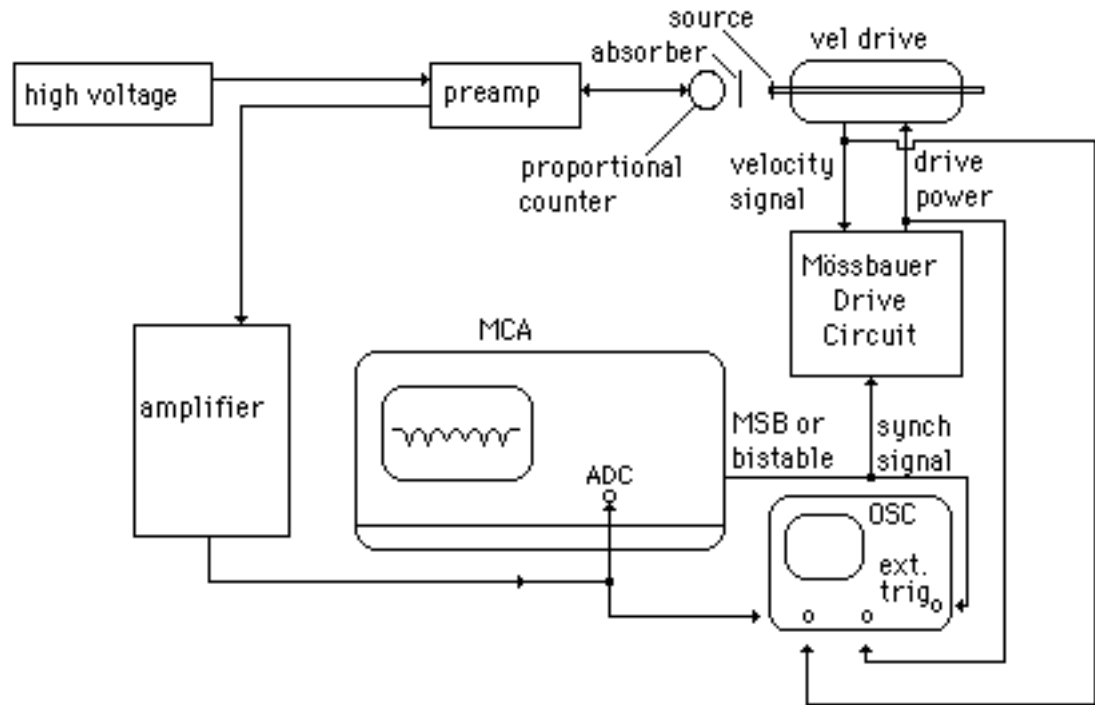 source
vel drive
absorber
high voltage
preamp
proportional
counter
velocity
signal
drive
power
Mössbauer
Drive
Circuit
MCA
amplifier
MSB or
bistable
synch
signal
ADC
OSC
ext.
trig